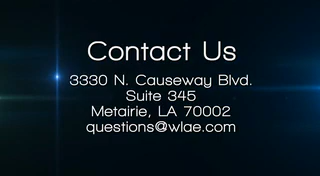 Contact Us
3330 N. Causeway Blvd.
Suite 345
Metairie, LA 70002
questions@wlae.com